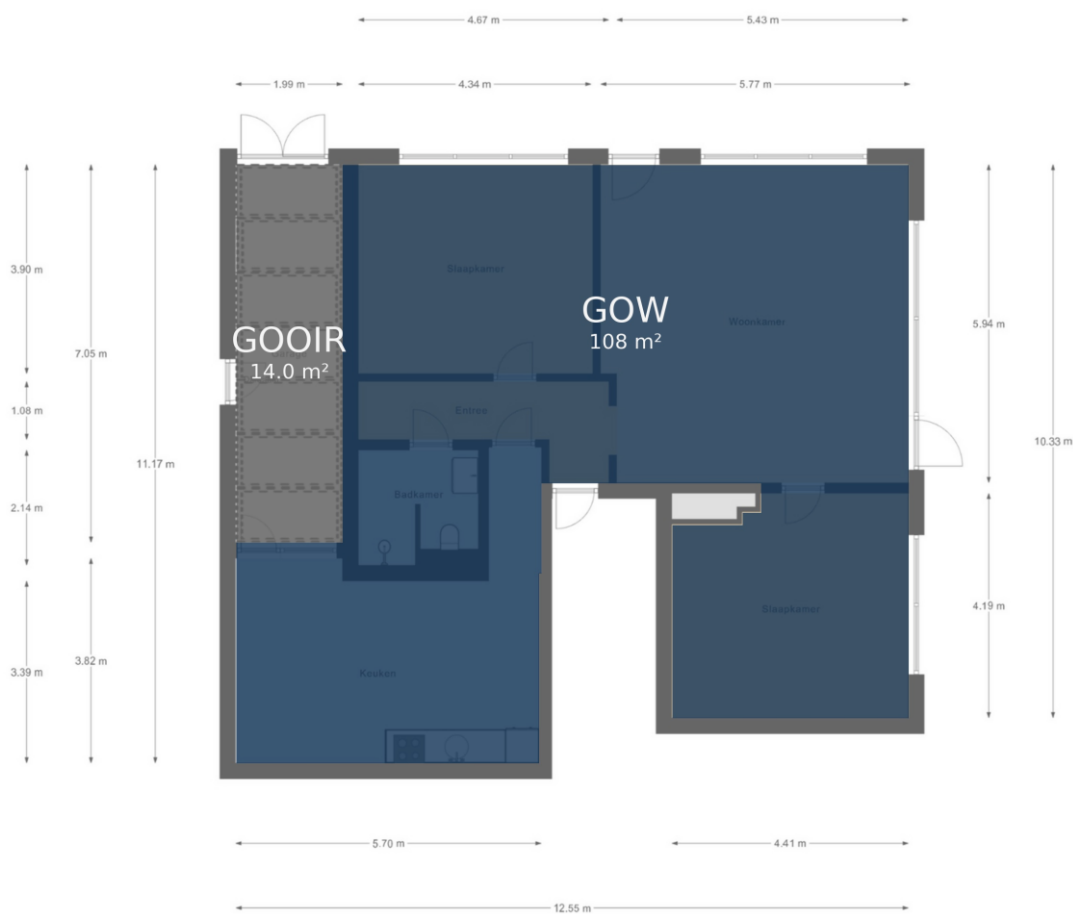 4.67 m
5.43 m
1.99 m
4.34 m
5.77 m
3.90 m
7.05 m
11.17 m
1.08 m
2.14 m
3.39 m
3.82 m
Slaapkamer
GOOIR
14.0 m²
Garage
GOW
108 m²
Woonkamer
Entree
Badkamer
Keuken
Slaapkamer
5.94 m
10.33 m
4.19 m
5.70 m
4.41 m
12.55 m